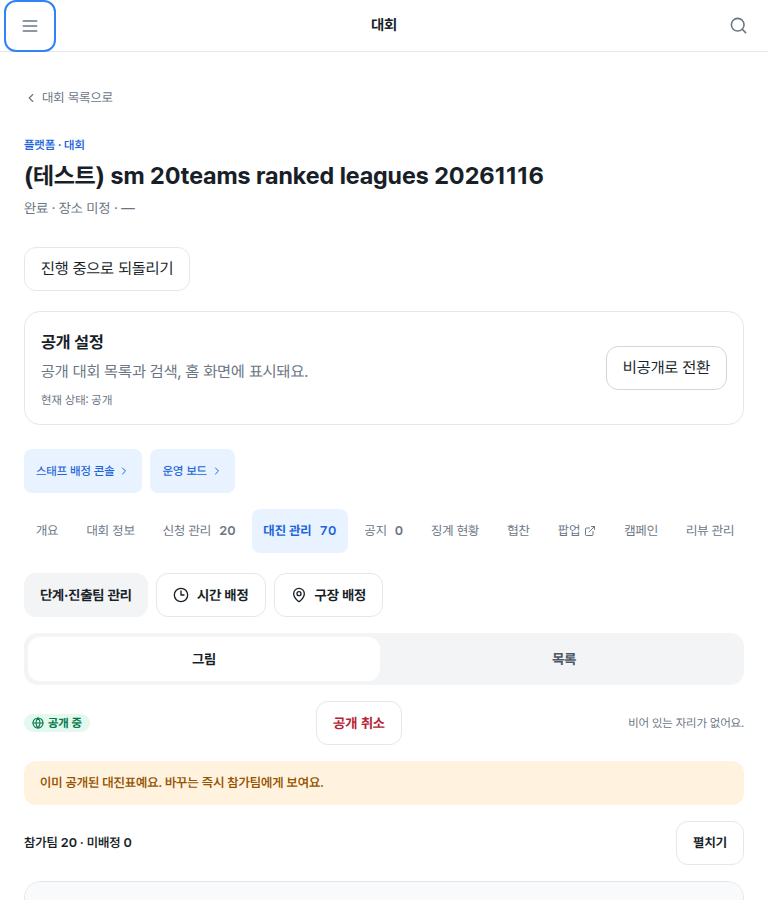 대회
대회 목록으로
플랫폼 · 대회
(테스트) sm 20teams ranked leagues 20261116
완료 · 장소 미정 · —
진행 중으로 되돌리기
공개 설정
공개 대회 목록과 검색, 홈 화면에 표시돼요.
현재 상태: 공개
비공개로 전환
스태프 배정 콘솔
운영 보드
개요 대회 정보 신청 관리 20 대진 관리 70 공지 0 징계 현황 협찬 팝업 캠페인 리뷰 관리
단계·진출팀 관리 시간 배정 구장 배정
그림 목록
공개 중 공개 취소 비어 있는 자리가 없어요.
이미 공개된 대진표예요. 바꾸는 즉시 참가팀에게 보여요.
참가팀 20 · 미배정 0 펼치기